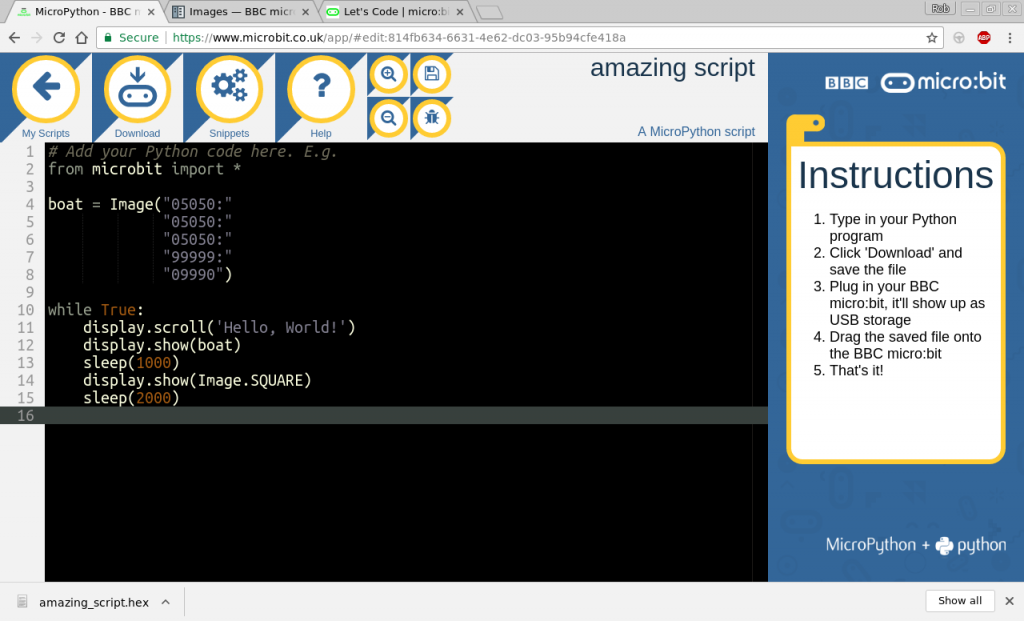 MicroPython - BBC n
Images — BBC micr
Let's Code | micro:b
Rob
Secure | https://www.microbit.co.uk/app/#edit:814fb634-6631-4e62-dc03-95b94cfe418a
ABP
My Scripts
Download
Snippets
?
Help
amazing script
A MicroPython script
BBC micro:bit
1 # Add your Python code here. E.g.
2 from microbit import *
3
4 boat = Image("05050:"
5 "05050:"
6 "05050:"
7 "99999:"
8 "09990")
9
10 while True:
11 display.scroll('Hello, World!')
12 display.show(boat)
13 sleep(1000)
14 display.show(Image.SQUARE)
15 sleep(2000)
16
Instructions
1. Type in your Python
program
2. Click 'Download' and
save the file
3. Plug in your BBC
micro:bit, it'll show up as
USB storage
4. Drag the saved file onto
the BBC micro:bit
5. That's it!
MicroPython + python
amazing_script.hex
Show all